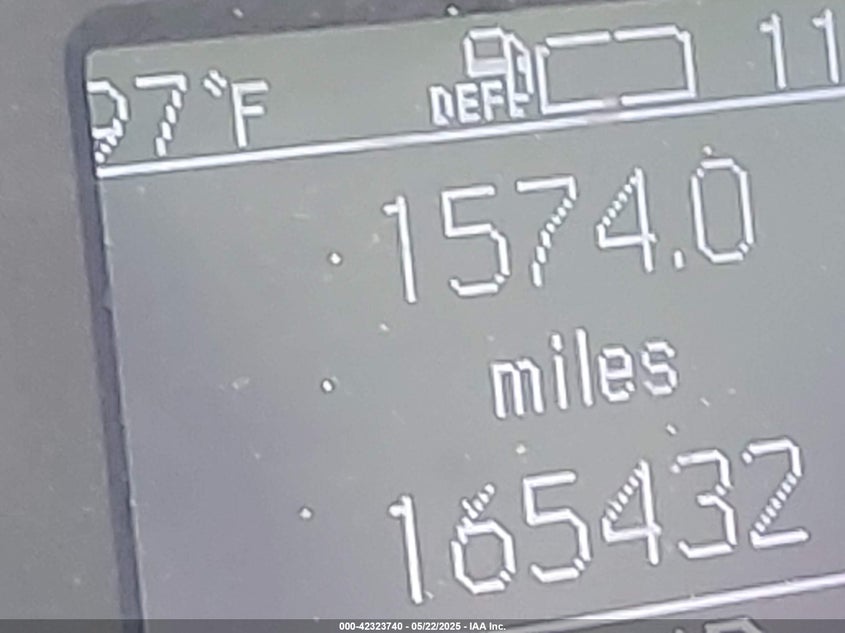 97°F DEF E 11
1574.0
miles
165432
000-42323740 - 05/22/2025 - IAA Inc.